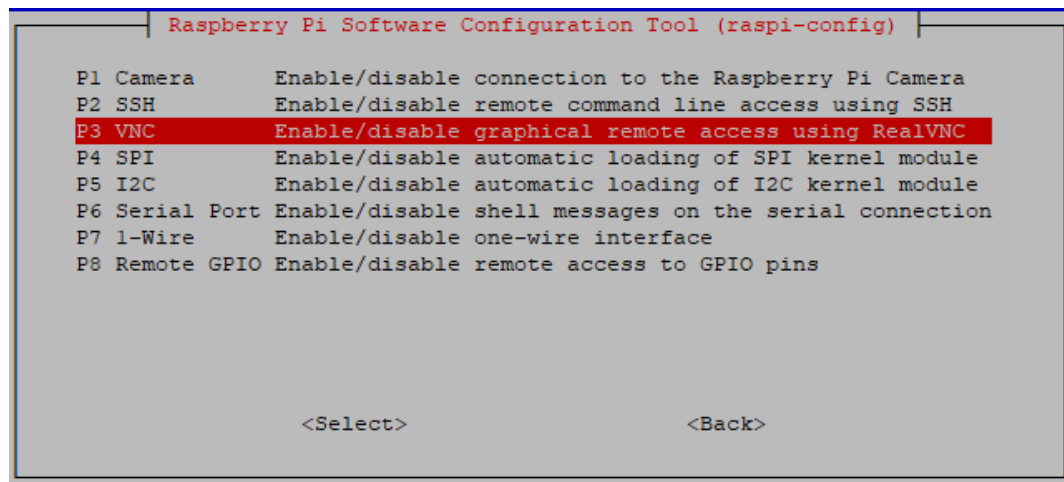 Raspberry Pi Software Configuration Tool (raspi-config)
P1 Camera Enable/disable connection to the Raspberry Pi Camera
P2 SSH Enable/disable remote command line access using SSH
P3 VNC Enable/disable graphical remote access using RealVNC
P4 SPI Enable/disable automatic loading of SPI kernel module
P5 I2C Enable/disable automatic loading of I2C kernel module
P6 Serial Port Enable/disable shell messages on the serial connection
P7 1-Wire Enable/disable one-wire interface
P8 Remote GPIO Enable/disable remote access to GPIO pins
<Select> <Back>